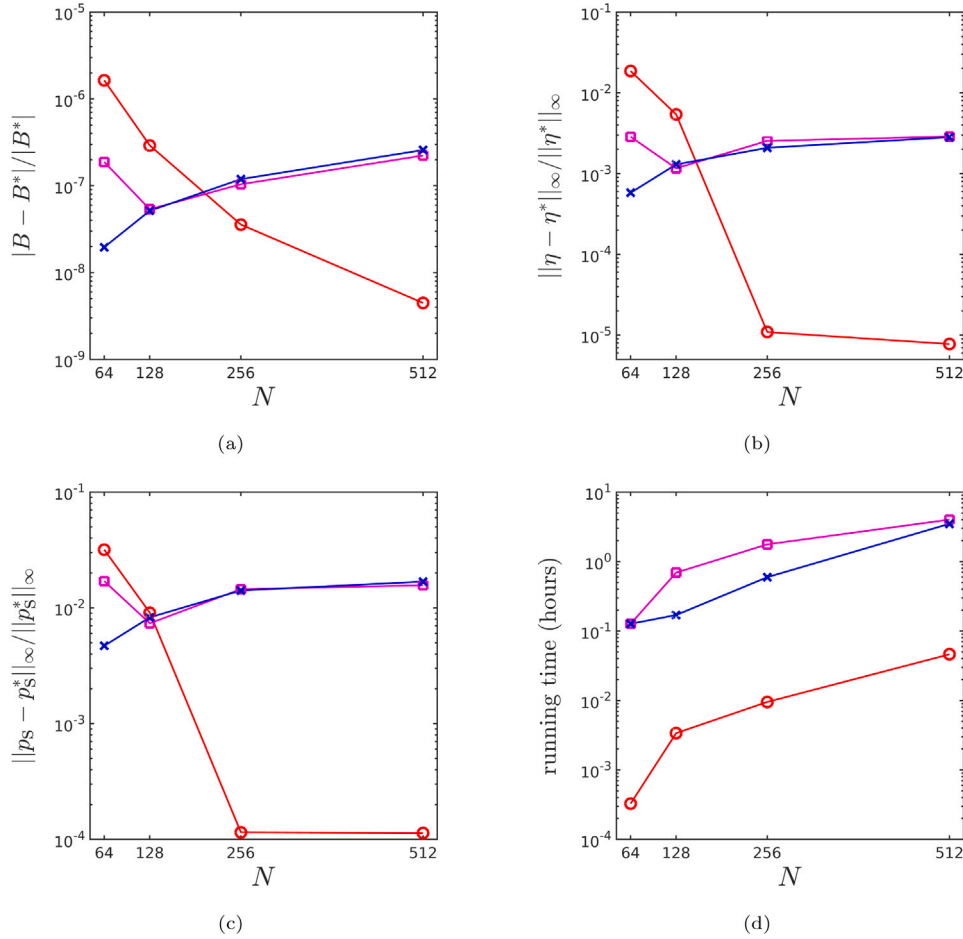 10^-5
10^-6
10^-7
10^-8
10^-9
|B − B*|/|B*|
64 128 256 512
N
(a)
10^-1
10^-2
10^-3
10^-4
10^-5
||η − η*||∞/||η*||∞
64 128 256 512
N
(b)
10^-1
10^-2
10^-3
10^-4
||p_S − p*_S||∞/||p*_S||∞
64 128 256 512
N
(c)
10^1
10^0
10^-1
10^-2
10^-3
10^-4
running time (hours)
64 128 256 512
N
(d)